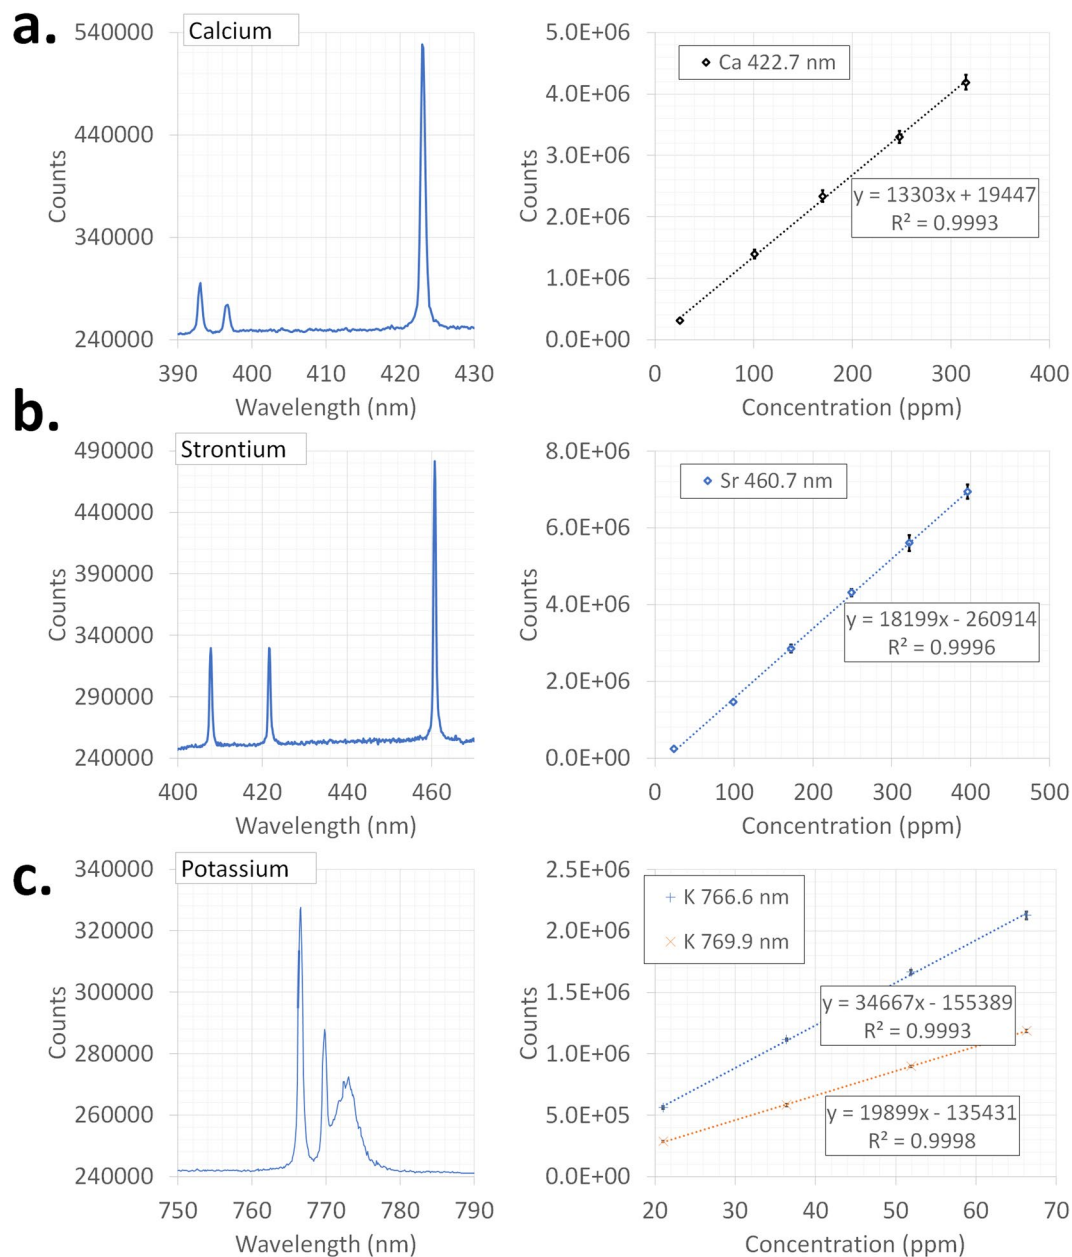 a.
Calcium
540000
440000
340000
240000
Counts
390 400 410 420 430
Wavelength (nm)
5.0E+06
4.0E+06
3.0E+06
2.0E+06
1.0E+06
0.0E+00
Counts
Ca 422.7 nm
y = 13303x + 19447
R² = 0.9993
0 100 200 300 400
Concentration (ppm)
b.
Strontium
490000
440000
390000
340000
290000
240000
Counts
400 420 440 460
Wavelength (nm)
8.0E+06
6.0E+06
4.0E+06
2.0E+06
0.0E+00
Counts
Sr 460.7 nm
y = 18199x - 260914
R² = 0.9996
0 100 200 300 400 500
Concentration (ppm)
c.
Potassium
340000
320000
300000
280000
260000
240000
Counts
750 760 770 780 790
Wavelength (nm)
2.5E+06
2.0E+06
1.5E+06
1.0E+06
5.0E+05
0.0E+00
Counts
K 766.6 nm
K 769.9 nm
y = 34667x - 155389
R² = 0.9993
y = 19899x - 135431
R² = 0.9998
20 30 40 50 60 70
Concentration (ppm)